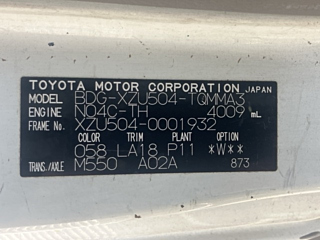 TOYOTA MOTOR CORPORATION JAPAN
MODEL BDG-XZU504-TQMMA3
ENGINE N04C-TH 4009 mL
FRAME No. XZU504-0001932
COLOR TRIM PLANT OPTION
058 LA18 P11 *W**
TRANS./AXLE M550 A02A 873